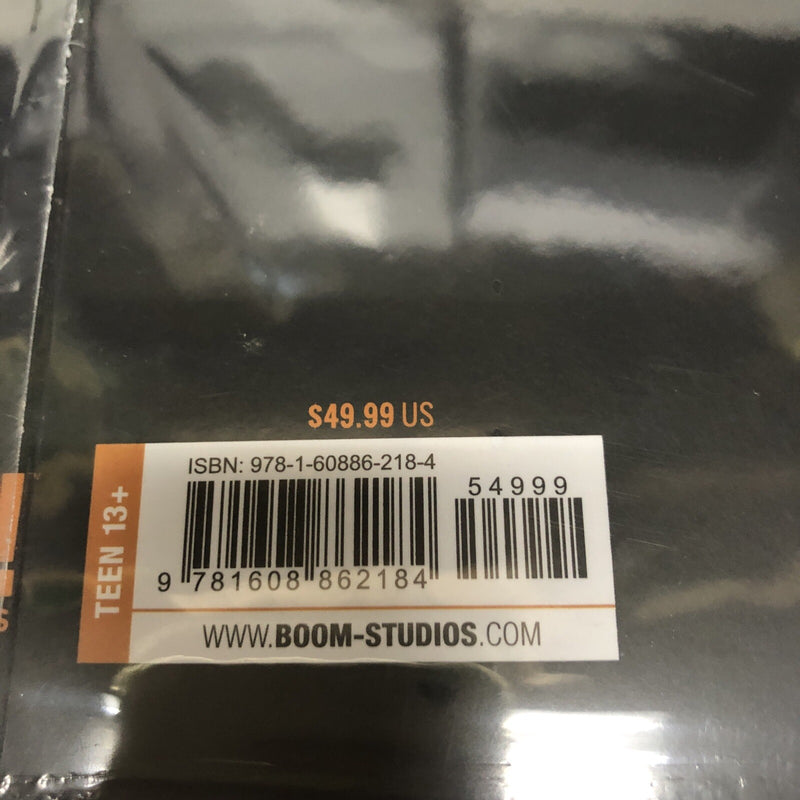 $49.99 US
ISBN: 978-1-60886-218-4
54999
9 781608 862184
TEEN 13+
WWW.BOOM-STUDIOS.COM